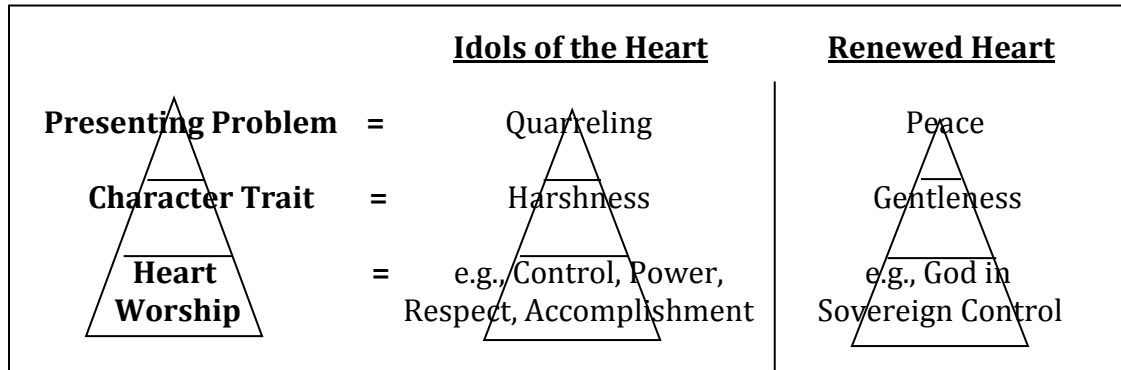 Idols of the Heart Renewed Heart
Presenting Problem = Quarreling Peace
Character Trait = Harshness Gentleness
Heart = e.g., Control, Power, e.g., God in
Worship Respect, Accomplishment Sovereign Control